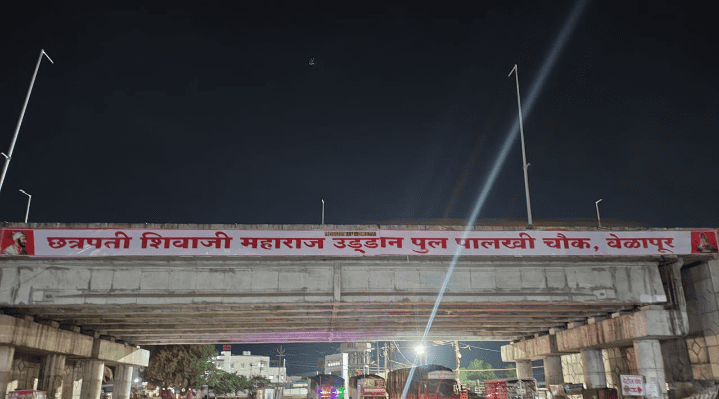 छत्रपती शिवाजी महाराज उड्डान पुल पालखी चौक, वेळापूर